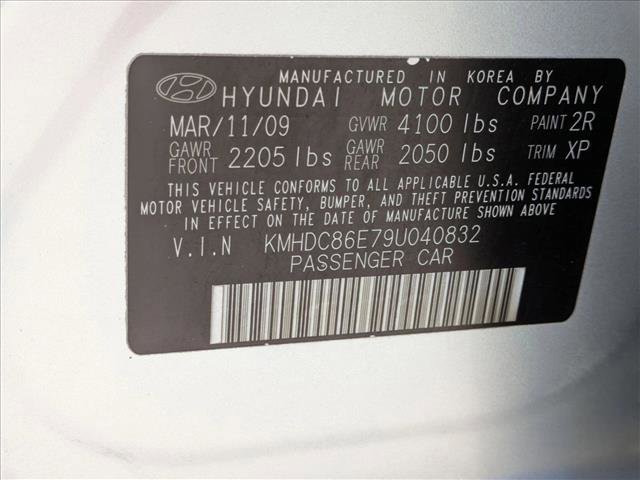 MANUFACTURED IN KOREA BY
HYUNDAI MOTOR COMPANY
MAR/11/09 GVWR 4100 lbs PAINT 2R
GAWR FRONT 2205 lbs GAWR REAR 2050 lbs TRIM XP
THIS VEHICLE CONFORMS TO ALL APPLICABLE U.S.A. FEDERAL
MOTOR VEHICLE SAFETY, BUMPER, AND THEFT PREVENTION STANDARDS
IN EFFECT ON THE DATE OF MANUFACTURE SHOWN ABOVE
V.I.N KMHDC86E79U040832
PASSENGER CAR